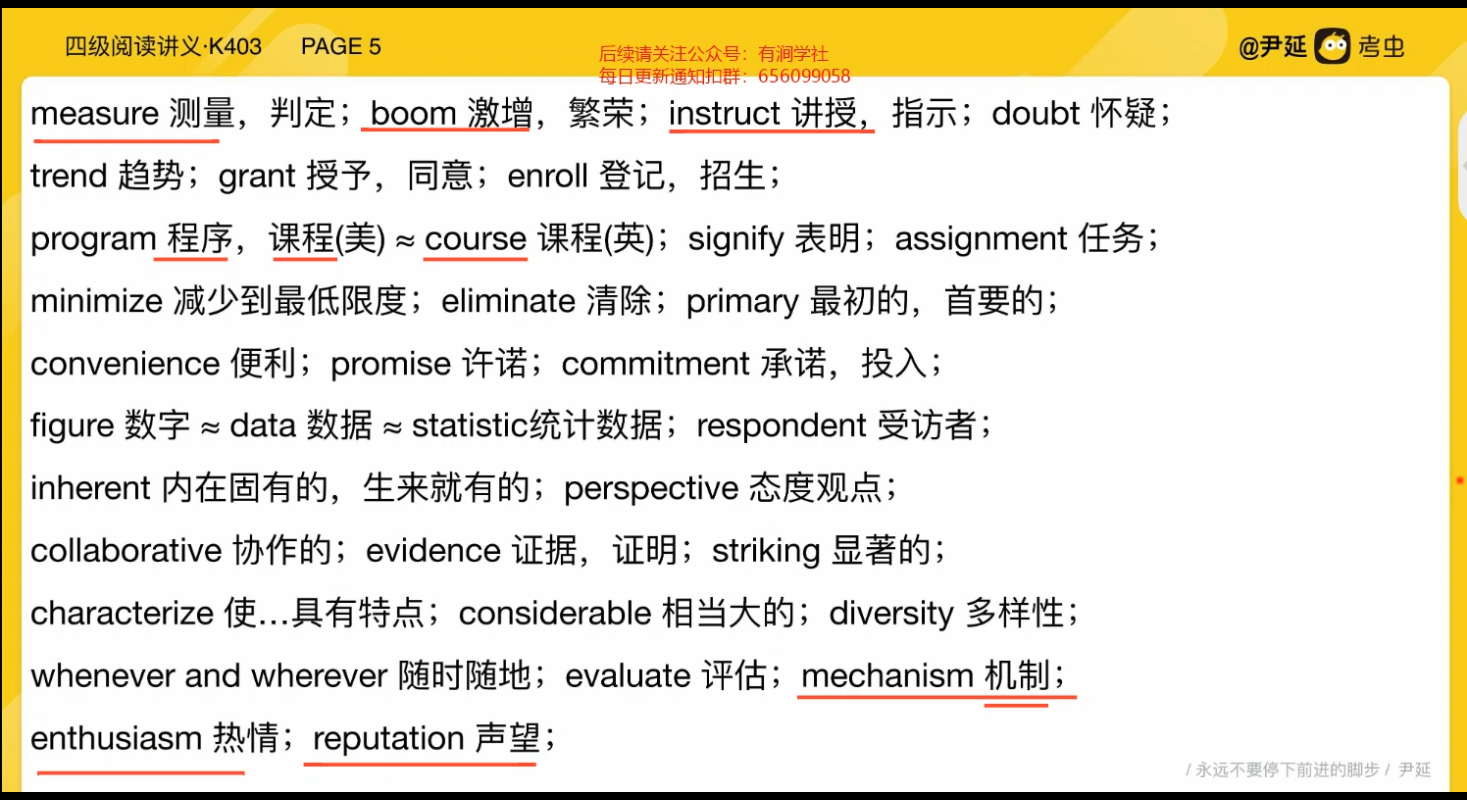 四级阅读讲义·K403 PAGE 5
后续请关注公众号：有涧学社
每日更新通知扣群：656099058
@尹延 考虫
measure 测量，判定；boom 激增，繁荣；instruct 讲授，指示；doubt 怀疑；
trend 趋势；grant 授予，同意；enroll 登记，招生；
program 程序，课程(美) ≈ course 课程(英)；signify 表明；assignment 任务；
minimize 减少到最低限度；eliminate 清除；primary 最初的，首要的；
convenience 便利；promise 许诺；commitment 承诺，投入；
figure 数字 ≈ data 数据 ≈ statistic统计数据；respondent 受访者；
inherent 内在固有的，生来就有的；perspective 态度观点；
collaborative 协作的；evidence 证据，证明；striking 显著的；
characterize 使…具有特点；considerable 相当大的；diversity 多样性；
whenever and wherever 随时随地；evaluate 评估；mechanism 机制；
enthusiasm 热情；reputation 声望；
/ 永远不要停下前进的脚步 / 尹延